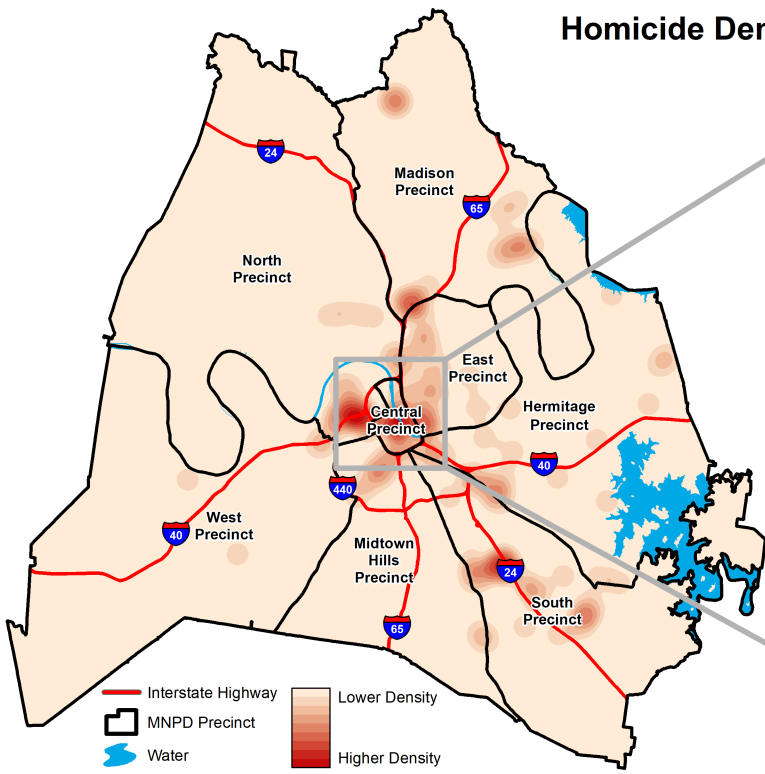 Homicide Den
24
Madison
Precinct
65
North
Precinct
East
Precinct
Central
Precinct
Hermitage
Precinct
40
440
West
Precinct
40
Midtown
Hills
Precinct
24
South
Precinct
65
Interstate Highway
MNPD Precinct
Water
Lower Density
Higher Density